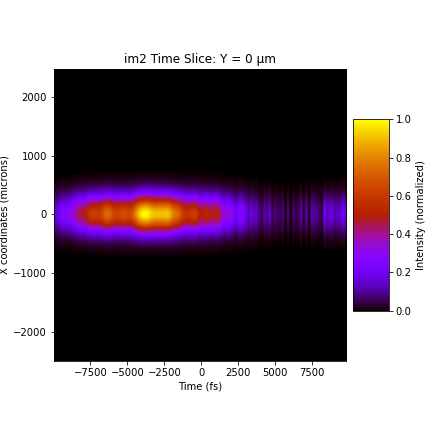 im2 Time Slice: Y = 0 µm
2000
1000
0
−1000
−2000
X coordinates (microns)
−7500 −5000 −2500 0 2500 5000 7500
Time (fs)
1.0
0.8
0.6
0.4
0.2
0.0
Intensity (normalized)